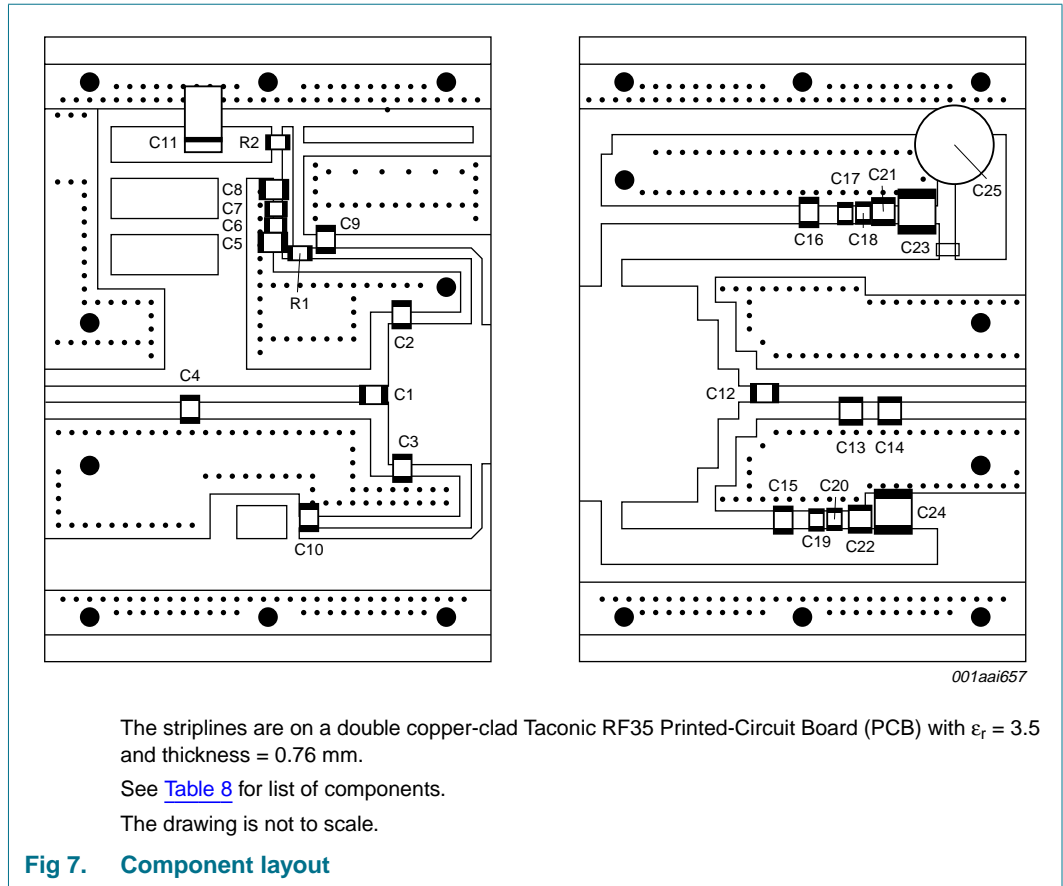 C11
R2
C8
C7
C6
C5
C9
R1
C2
C4
C1
C3
C10
C17
C21
C25
C16
C18
C23
C12
C13
C14
C15
C20
C24
C19
C22
001aai657
The striplines are on a double copper-clad Taconic RF35 Printed-Circuit Board (PCB) with εr = 3.5
and thickness = 0.76 mm.
See Table 8 for list of components.
The drawing is not to scale.
Fig 7. Component layout